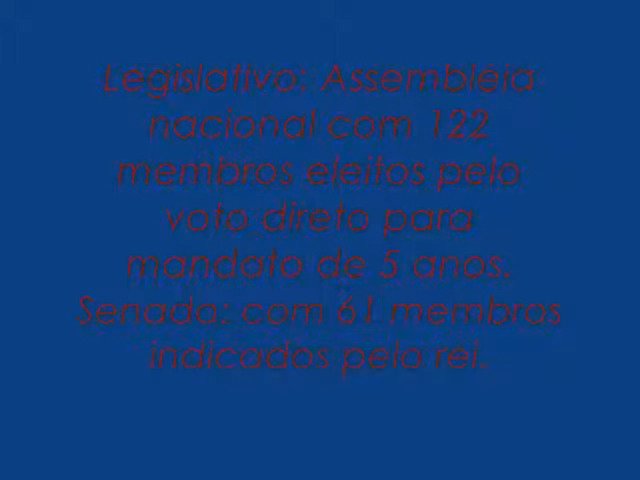 Legislativo: Assembléia
nacional com 122
membros eleitos pelo
voto direto para
mandato de 5 anos.
Senado: com 61 membros
indicados pelo rei.